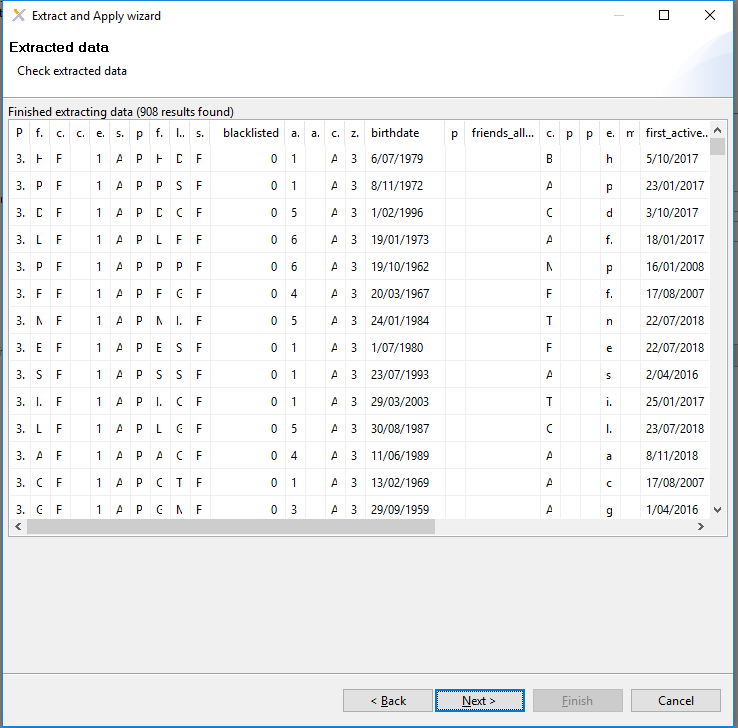 Extract and Apply wizard
Extracted data
Check extracted data
Finished extracting data (908 results found)
P f.. c.. c.. e. s.. p f.. l.. s.. blacklisted a. a. c. z. birthdate p friends_all... c. p p e. m first_active..
3. H F 1 A P H D F 0 1 A 3 6/07/1979 B h 5/10/2017
3. P F 1 A P P S F 0 1 A 3 8/11/1972 A p 23/01/2017
3. D F 1 A P D C F 0 5 A 3 1/02/1996 C d 3/10/2017
3. L F 1 A P L F F 0 6 A 3 19/01/1973 A f. 18/01/2017
3. P F 1 A P P P F 0 6 A 3 19/10/1962 N p 16/01/2008
3. F F 1 A P F G F 0 4 A 3 20/03/1967 F f. 17/08/2007
3. N F 1 A P N I. F 0 5 A 3 24/01/1984 T n 22/07/2018
3. E F 1 A P E S F 0 1 A 3 1/07/1980 F e 22/07/2018
3. S F 1 A P S S F 0 1 A 3 23/07/1993 A s 2/04/2016
3. I. F 1 A P I. C F 0 1 A 3 29/03/2003 T i. 25/01/2017
3. L F 1 A P L G F 0 5 A 3 30/08/1987 C l. 23/07/2018
3. A F 1 A P A C F 0 4 A 3 11/06/1989 A a 8/11/2018
3. C F 1 A P C T F 0 1 A 3 13/02/1969 A c 17/08/2007
3. G F 1 A P G N F 0 3 A 3 29/09/1959 A g 1/04/2016
< Back Next > Finish Cancel